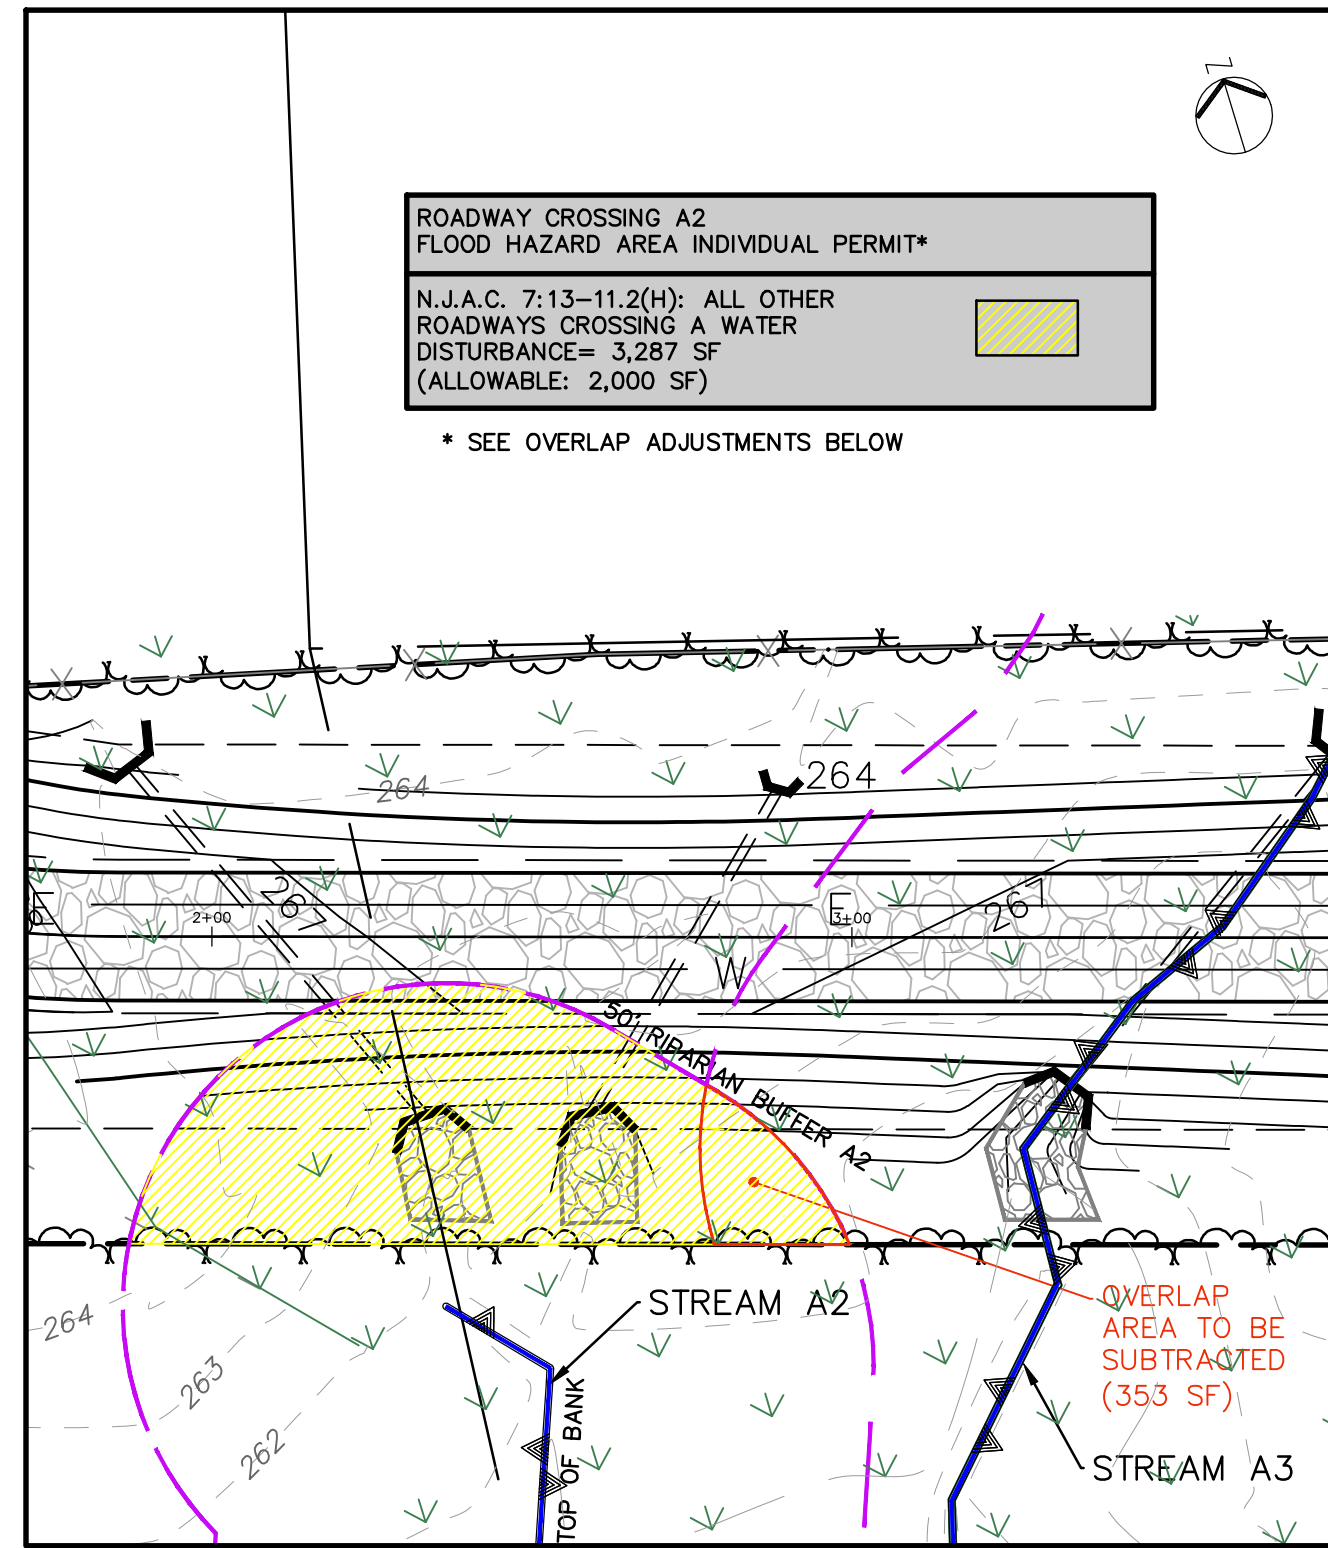 N
ROADWAY CROSSING A2
FLOOD HAZARD AREA INDIVIDUAL PERMIT*
N.J.A.C. 7:13-11.2(H): ALL OTHER
ROADWAYS CROSSING A WATER
DISTURBANCE= 3,287 SF
(ALLOWABLE: 2,000 SF)
* SEE OVERLAP ADJUSTMENTS BELOW
264
264
267
2+00
E
3+00
267
W
50' RIPARIAN BUFFER A2
STREAM A2
OVERLAP
AREA TO BE
SUBTRACTED
(353 SF)
264
263
262
TOP OF BANK
STREAM A3